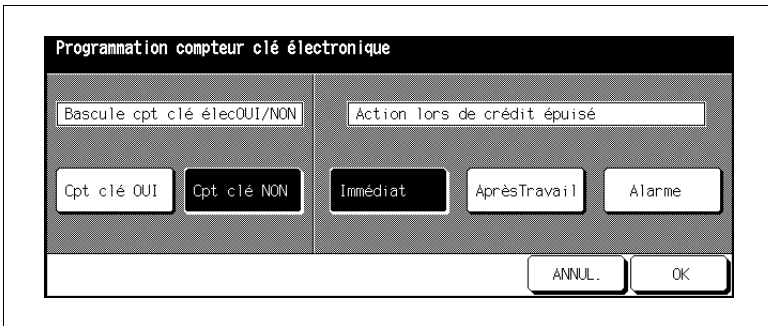 Programmation compteur clé électronique
Bascule cpt clé élecOUI/NON
Action lors de crédit épuisé
Cpt clé OUI
Cpt clé NON
Immédiat
AprèsTravail
Alarme
ANNUL.
OK